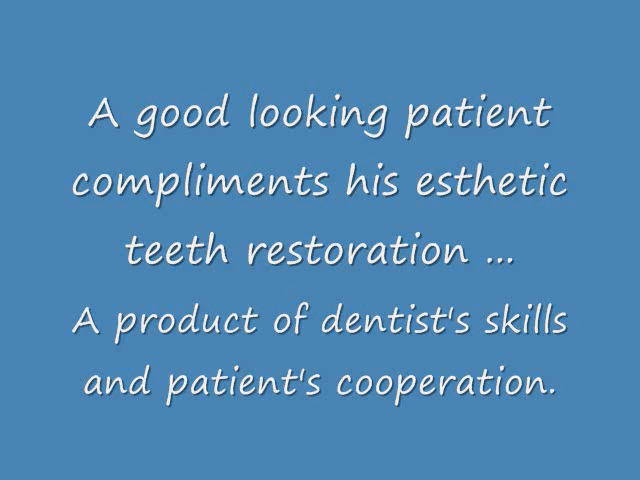 A good looking patient
compliments his esthetic
teeth restoration ...
A product of dentist's skills
and patient's cooperation.